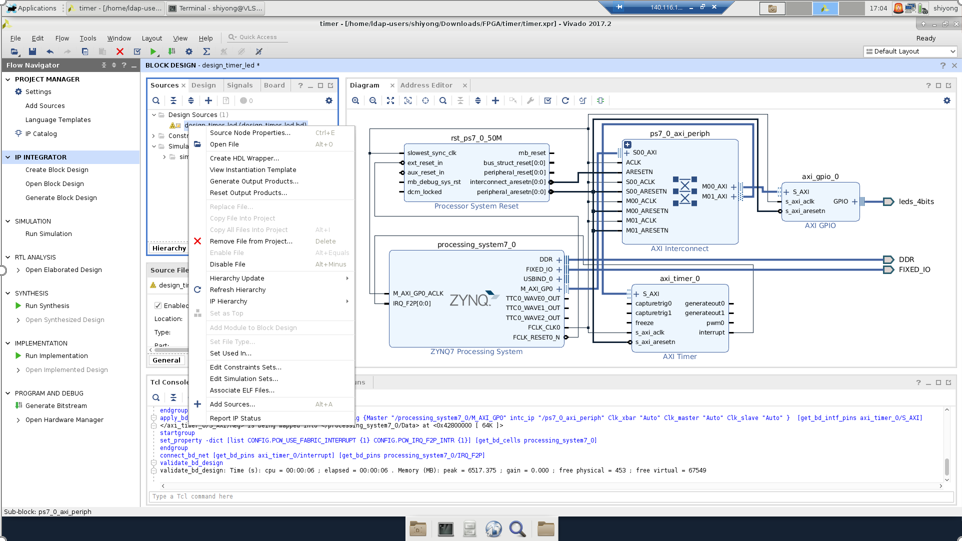 Applications
timer - [/home/ldap-use...
Terminal - shiyong@VLS...
140,116,1...
17:04
shiyong
timer - [/home/ldap-users/shiyong/Downloads/FPGA/timer/timer.xpr] - Vivado 2017.2
File Edit Flow Tools Window Layout View Help
Quick Access
Ready
Default Layout
Flow Navigator
PROJECT MANAGER
Settings
Add Sources
Language Templates
IP Catalog
IP INTEGRATOR
Create Block Design
Open Block Design
Generate Block Design
SIMULATION
Run Simulation
RTL ANALYSIS
Open Elaborated Design
SYNTHESIS
Run Synthesis
Open Synthesized Design
IMPLEMENTATION
Run Implementation
Open Implemented Design
PROGRAM AND DEBUG
Generate Bitstream
Open Hardware Manager
BLOCK DESIGN - design_timer_led *
Sources Design Signals Board
0
Design Sources (1)
design_timer_led (design_timer_led.bd)
Constr
Simula
sim
Hierarchy
Source File
design_tim
Enabled
Location:
Type:
Part:
General
Source Node Properties... Ctrl+E
Open File Alt+O
Create HDL Wrapper...
View Instantiation Template
Generate Output Products...
Reset Output Products...
Replace File...
Copy File Into Project
Copy All Files Into Project Alt+I
Remove File from Project... Delete
Enable File Alt+Equals
Disable File Alt+Minus
Hierarchy Update
Refresh Hierarchy
IP Hierarchy
Set as Top
Add Module to Block Design
Set File Type...
Set Used In...
Edit Constraints Sets...
Edit Simulation Sets...
Associate ELF Files...
Add Sources... Alt+A
Report IP Status
Diagram Address Editor
rst_ps7_0_50M
slowest_sync_clk
ext_reset_in
aux_reset_in
mb_debug_sys_rst
dcm_locked
mb_reset
bus_struct_reset[0:0]
peripheral_reset[0:0]
interconnect_aresetn[0:0]
peripheral_aresetn[0:0]
Processor System Reset
ps7_0_axi_periph
S00_AXI
ACLK
ARESETN
S00_ACLK
S00_ARESETN
M00_ACLK
M00_ARESETN
M01_ACLK
M01_ARESETN
M00_AXI
M01_AXI
AXI Interconnect
axi_gpio_0
S_AXI
s_axi_aclk
s_axi_aresetn
GPIO
AXI GPIO
leds_4bits
processing_system7_0
M_AXI_GP0_ACLK
IRQ_F2P[0:0]
ZYNQ
DDR
FIXED_IO
USBIND_0
M_AXI_GP0
TTC0_WAVE0_OUT
TTC0_WAVE1_OUT
TTC0_WAVE2_OUT
FCLK_CLK0
FCLK_RESET0_N
ZYNQ7 Processing System
DDR
FIXED_IO
axi_timer_0
S_AXI
capturetrig0
capturetrig1
freeze
s_axi_aclk
s_axi_aresetn
generateout0
generateout1
pwm0
interrupt
AXI Timer
Tcl Console
uns
endgroup
apply_bd
{Master "/processing_system7_0/M_AXI_GP0" intc_ip "/ps7_0_axi_periph" Clk_xbar "Auto" Clk_master "Auto" Clk_slave "Auto" } [get_bd_intf_pins axi_timer_0/S_AXI]
</axi_timer_0/S_AXI/Reg> is being mapped into </processing_system7_0/Data> at <0x42800000 [ 64K ]>
startgroup
set_property -dict [list CONFIG.PCW_USE_FABRIC_INTERRUPT {1} CONFIG.PCW_IRQ_F2P_INTR {1}] [get_bd_cells processing_system7_0]
endgroup
connect_bd_net [get_bd_pins axi_timer_0/interrupt] [get_bd_pins processing_system7_0/IRQ_F2P]
validate_bd_design
validate_bd_design: Time (s): cpu = 00:00:06 ; elapsed = 00:00:06 . Memory (MB): peak = 6517.375 ; gain = 0.000 ; free physical = 453 ; free virtual = 67549
Type a Tcl command here
Sub-block: ps7_0_axi_periph